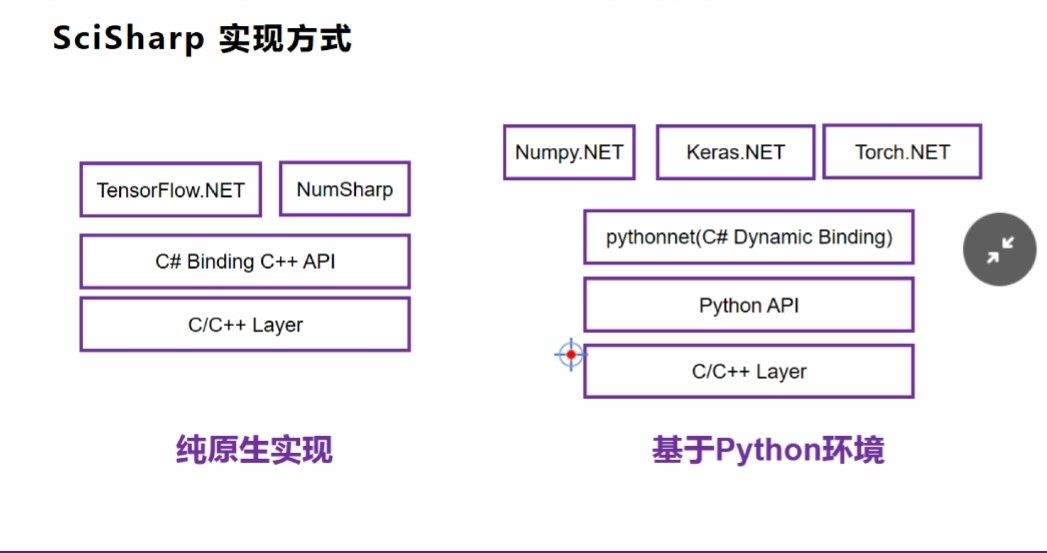 SciSharp 实现方式
TensorFlow.NET
NumSharp
C# Binding C++ API
C/C++ Layer
纯原生实现
Numpy.NET
Keras.NET
Torch.NET
pythonnet(C# Dynamic Binding)
Python API
C/C++ Layer
基于Python环境